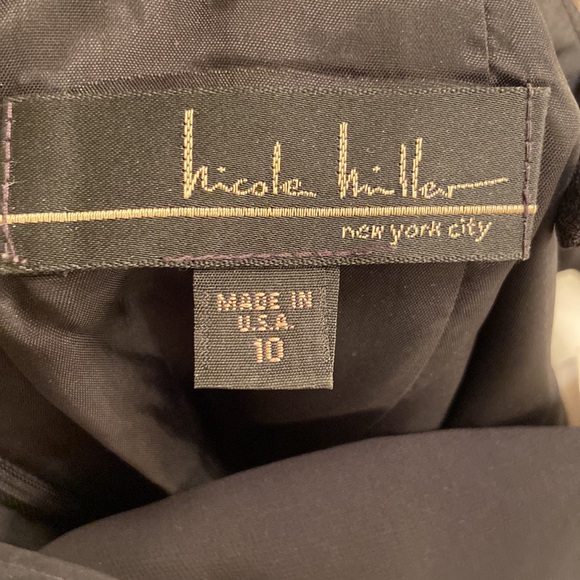 nicole miller
new york city
MADE IN
U.S.A.
10